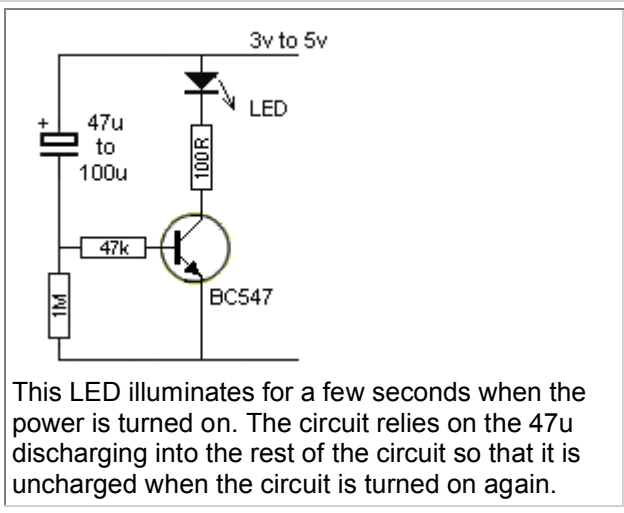 3v to 5v
LED
+
47u
to
100u
100R
47k
BC547
1M
This LED illuminates for a few seconds when the
power is turned on. The circuit relies on the 47u
discharging into the rest of the circuit so that it is
uncharged when the circuit is turned on again.